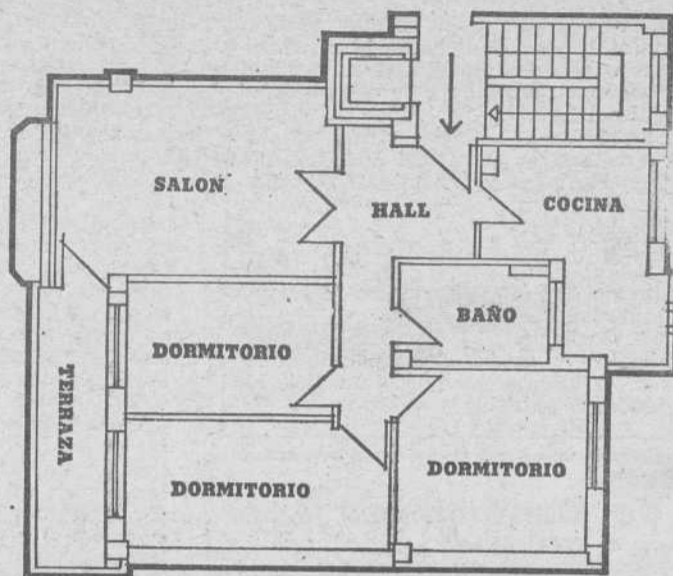 SALON
HALL
COCINA
BAÑO
DORMITORIO
TERRAZA
DORMITORIO
DORMITORIO